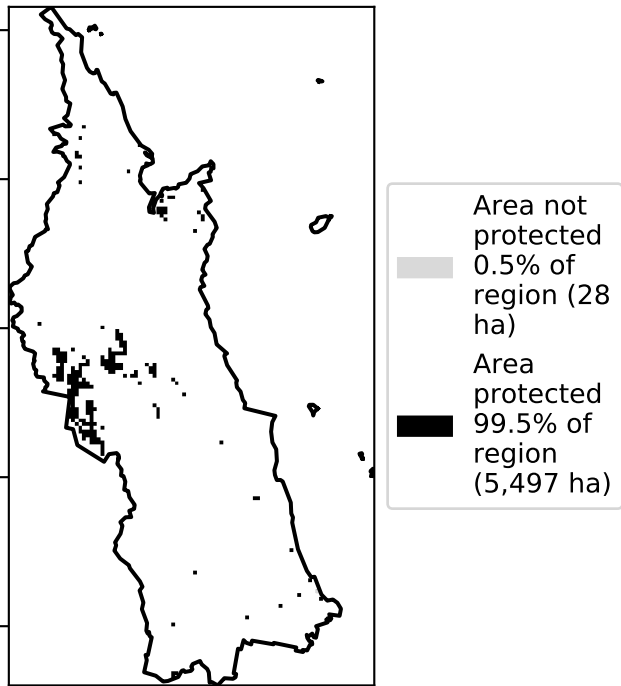 Area not
protected
0.5% of
region (28
ha)
Area
protected
99.5% of
region
(5,497 ha)